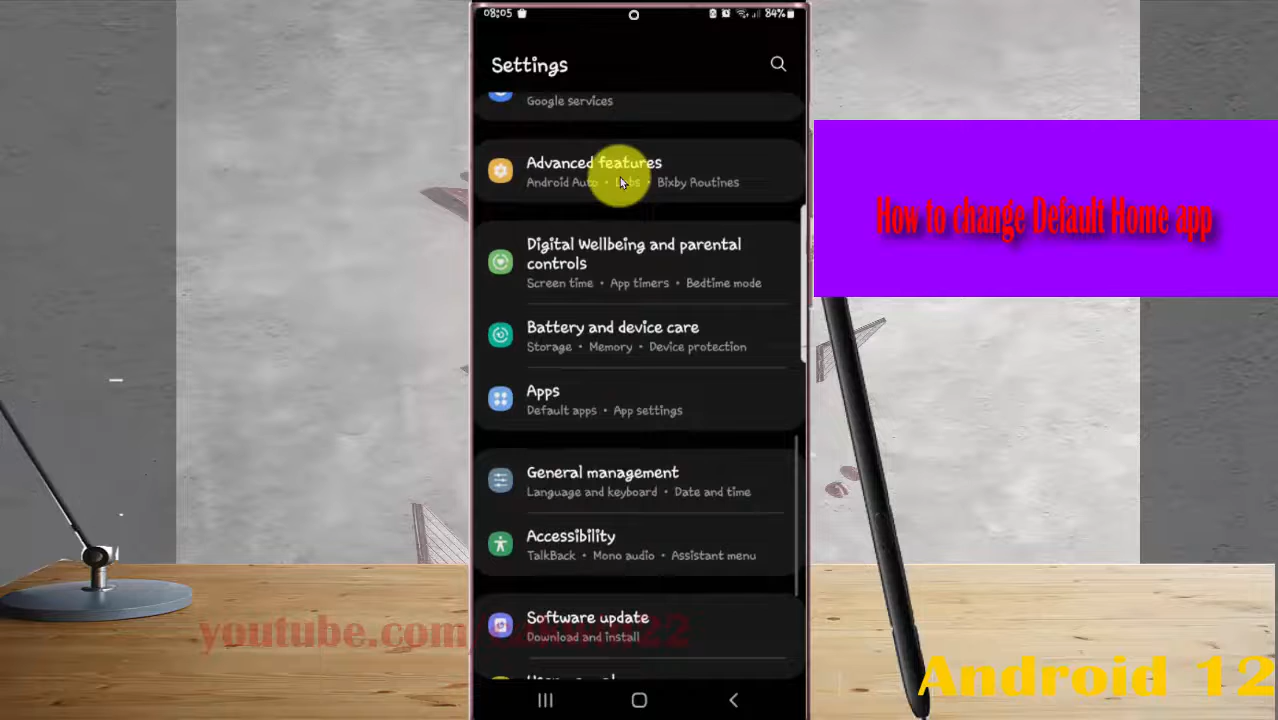 08:05
84%
Settings
Google services
Advanced features
Android Auto • Labs • Bixby Routines
Digital Wellbeing and parental
controls
Screen time • App timers • Bedtime mode
Battery and device care
Storage • Memory • Device protection
Apps
Default apps • App settings
General management
Language and keyboard • Date and time
Accessibility
TalkBack • Mono audio • Assistant menu
Software update
Download and install
How to change Default Home app
youtube.com/
Android 12